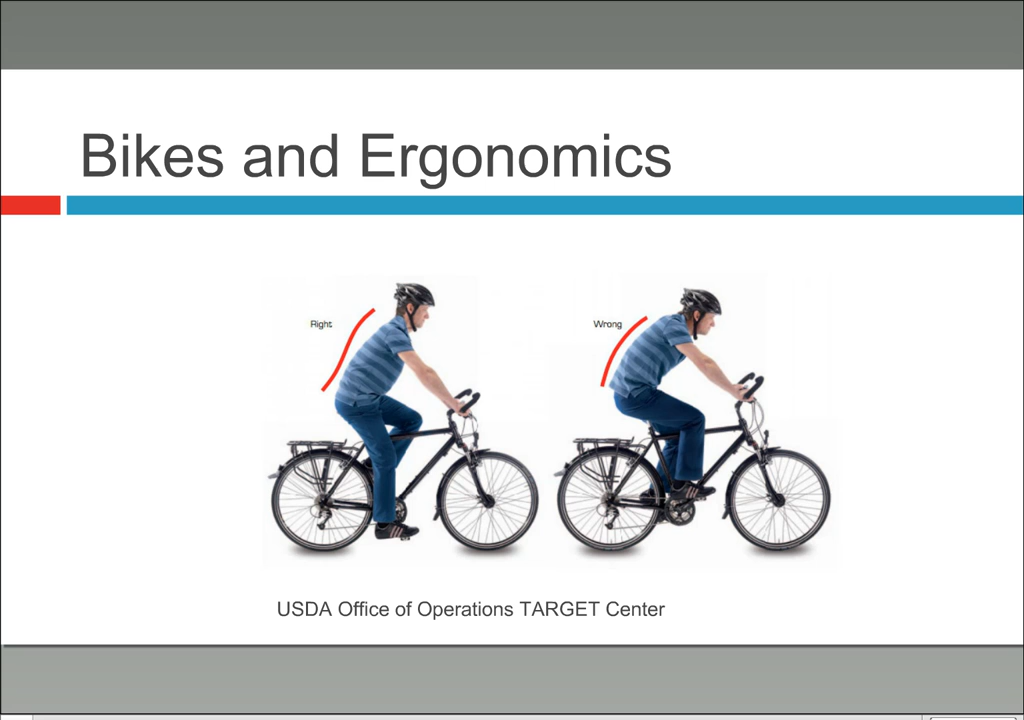 Bikes and Ergonomics
Right
Wrong
USDA Office of Operations TARGET Center